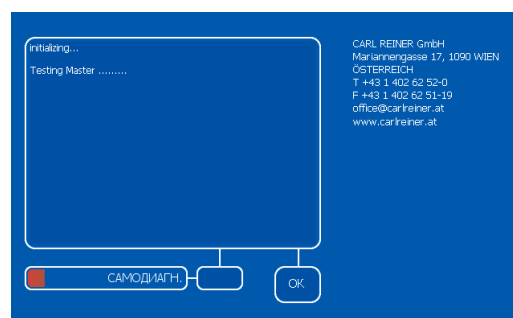 initializing...
Testing Master .........
CARL REINER GmbH
Mariannengasse 17, 1090 WIEN
ÖSTERREICH
T +43 1 402 62 52-0
F +43 1 402 62 51-19
office@carlreiner.at
www.carlreiner.at
САМОДИАГН.
OK